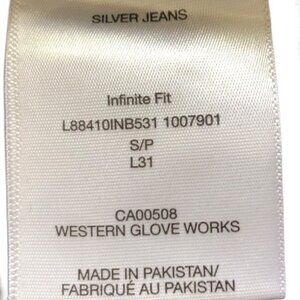 SILVER JEANS
Infinite Fit
L88410INB531 1007901
S/P
L31
CA00508
WESTERN GLOVE WORKS
MADE IN PAKISTAN/
FABRIQUÉ AU PAKISTAN